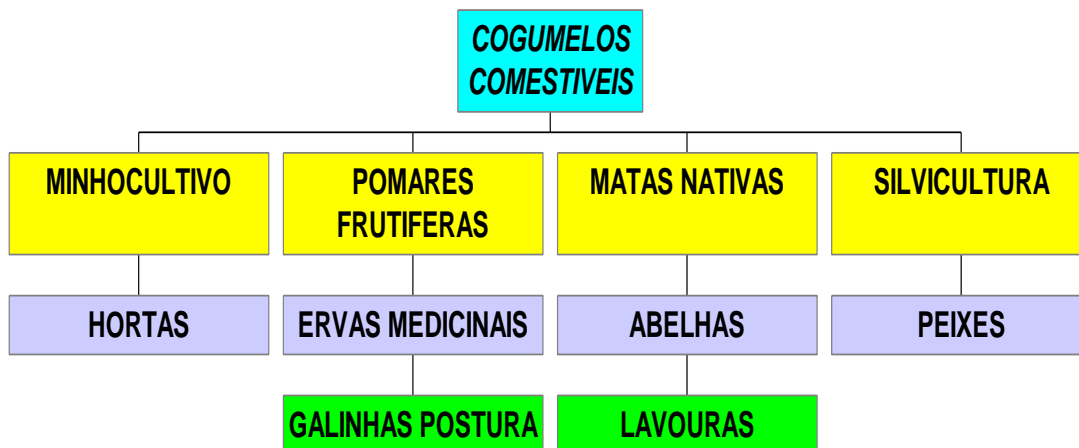 COGUMELOS
COMESTIVEIS
MINHOCULTIVO
POMARES
FRUTIFERAS
MATAS NATIVAS
SILVICULTURA
HORTAS
ERVAS MEDICINAIS
ABELHAS
PEIXES
GALINHAS POSTURA
LAVOURAS